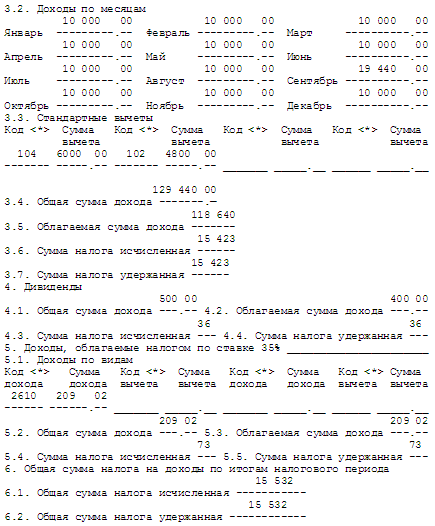 3.2. Доходы по месяцам
10 000 00 10 000 00 10 000 00
Январь --------.-- Февраль --------.-- Март ----------.--
10 000 00 10 000 00 10 000 00
Апрель --------.-- Май --------.-- Июнь ----------.--
10 000 00 10 000 00 19 440 00
Июль --------.-- Август --------.-- Сентябрь ----------.--
10 000 00 10 000 00 10 000 00
Октябрь --------.-- Ноябрь --------.-- Декабрь ----------.--
3.3. Стандартные вычеты
Код <*> Сумма Код <*> Сумма Код <*> Сумма Код <*> Сумма
вычета вычета вычета вычета
104 6000 00 102 4800 00
------- -----.-- ------- -----.-- _______ _____.__ _______ _____.__
129 440 00
3.4. Общая сумма дохода -------.--
118 640
3.5. Облагаемая сумма дохода -------
15 423
3.6. Сумма налога исчисленная ------
15 423
3.7. Сумма налога удержанная ------
4. Дивиденды
500 00 400 00
4.1. Общая сумма дохода ---.-- 4.2. Облагаемая сумма дохода ---.--
36 36
4.3. Сумма налога исчисленная --- 4.4. Сумма налога удержанная ---
5. Доходы, облагаемые налогом по ставке 35% ______________________
5.1. Доходы по видам
Код <*> Сумма Код <*> Сумма Код <*> Сумма Код <*> Сумма
дохода дохода вычета вычета дохода дохода вычета вычета
2610 209 02
------ -----.-- _______ _____.__ _______ _____.__ _______ _____.__
209 02 209 02
5.2. Общая сумма дохода ---.-- 5.3. Облагаемая сумма дохода ---.--
73 73
5.4. Сумма налога исчисленная --- 5.5. Сумма налога удержанная ---
6. Общая сумма налога на доходы по итогам налогового периода
15 532
6.1. Общая сумма налога исчисленная -----------
15 532
6.2. Общая сумма налога удержанная ------------